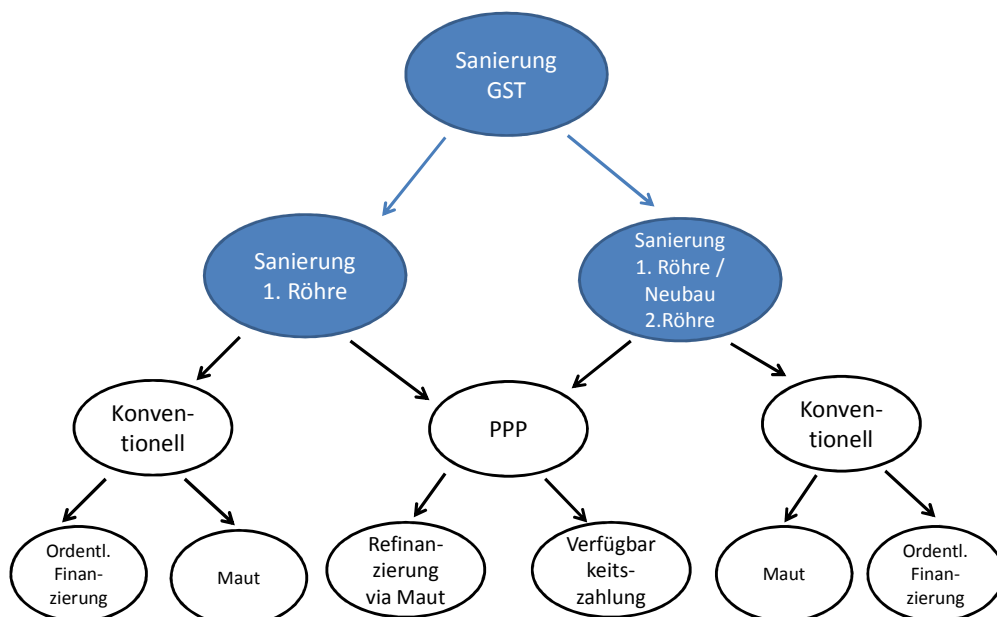 Sanierung
GST
Sanierung
1. Röhre
Sanierung
1. Röhre /
Neubau
2.Röhre
Konven-
tionell
PPP
Konven-
tionell
Ordentl.
Finan-
zierung
Maut
Refinan-
zierung
via Maut
Verfügbar
keits-
zahlung
Maut
Ordentl.
Finan-
zierung